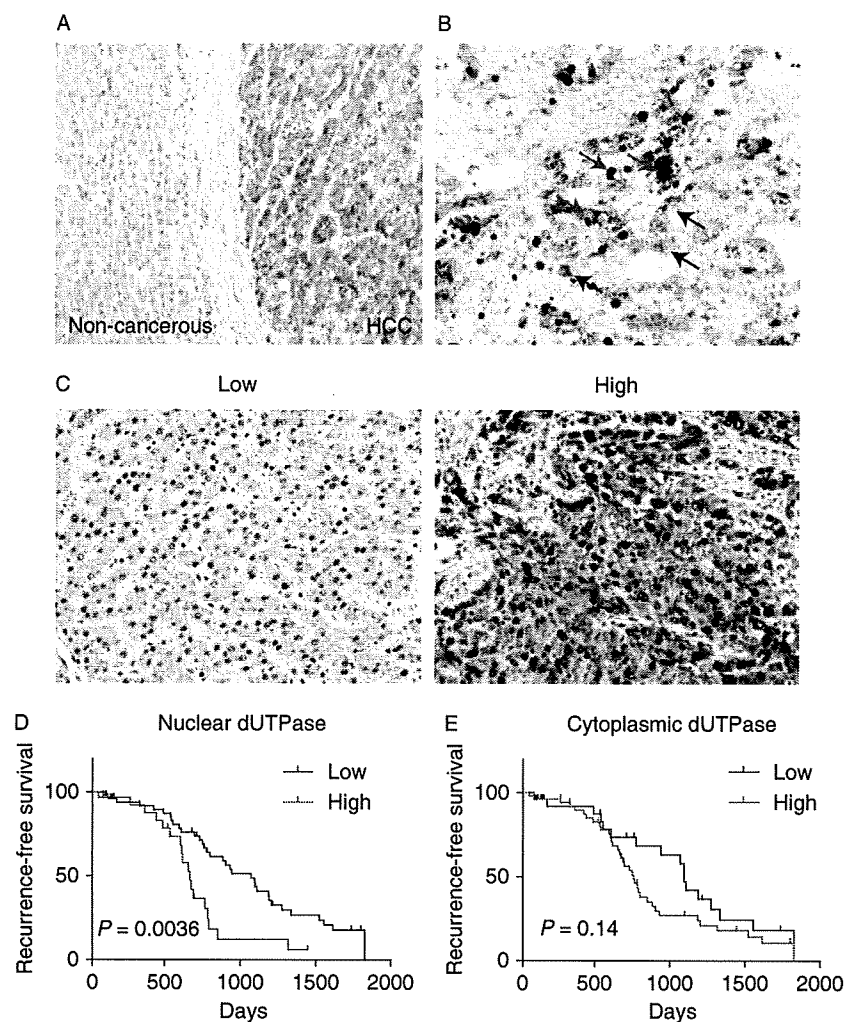 A
B
Non-cancerous
HCC
C
Low
High
D
Nuclear dUTPase
Recurrence-free survival
100
50
0
Low
High
P = 0.0036
0
500
1000
1500
2000
Days
E
Cytoplasmic dUTPase
Recurrence-free survival
100
50
0
Low
High
P = 0.14
0
500
1000
1500
2000
Days